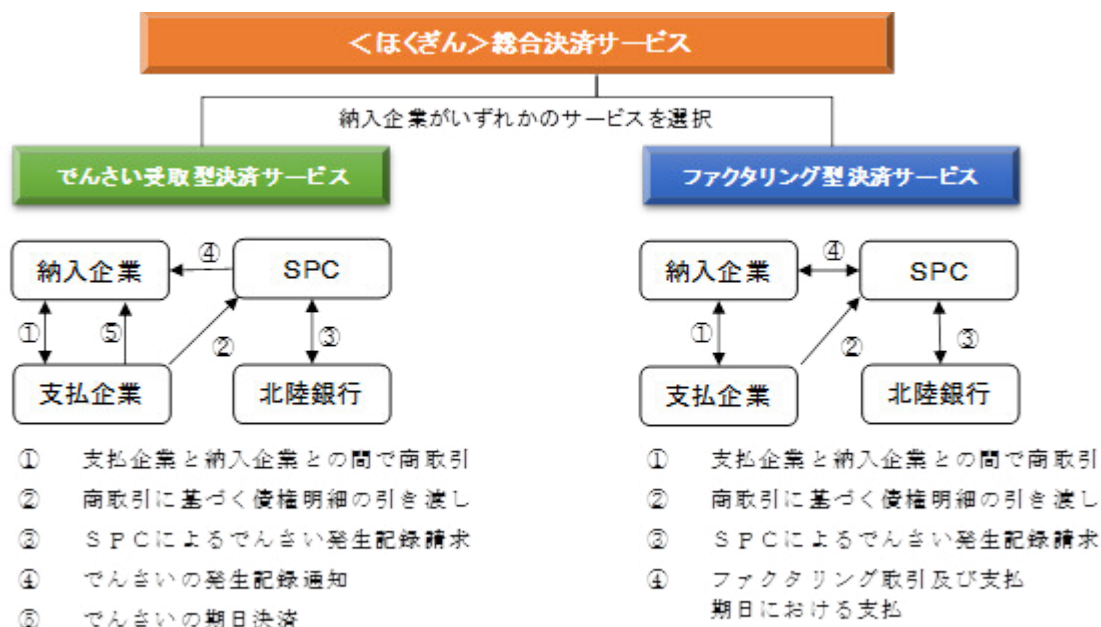 ＜ほくぎん＞総合決済サービス
納入企業がいずれかのサービスを選択
でんさい受取型決済サービス
納入企業
④
SPC
①
⑤
②
③
支払企業
北陸銀行
① 支払企業と納入企業との間で商取引
② 商取引に基づく債権明細の引き渡し
③ ＳＰＣによるでんさい発生記録請求
④ でんさいの発生記録通知
⑤ でんさいの期日決済
ファクタリング型決済サービス
納入企業
④
SPC
①
②
③
支払企業
北陸銀行
① 支払企業と納入企業との間で商取引
② 商取引に基づく債権明細の引き渡し
③ ＳＰＣによるでんさい発生記録請求
④ ファクタリング取引及び支払
期日における支払